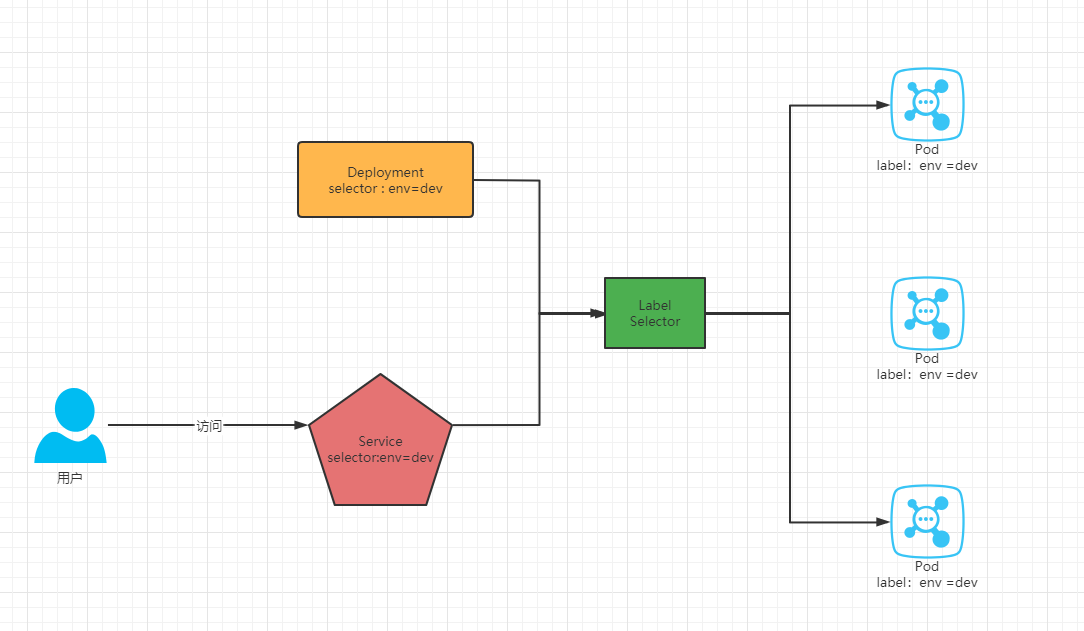 Pod
label：env =dev
Deployment
selector : env=dev
Label
Selector
Pod
label：env =dev
访问
Service
selector:env=dev
用户
Pod
label：env =dev